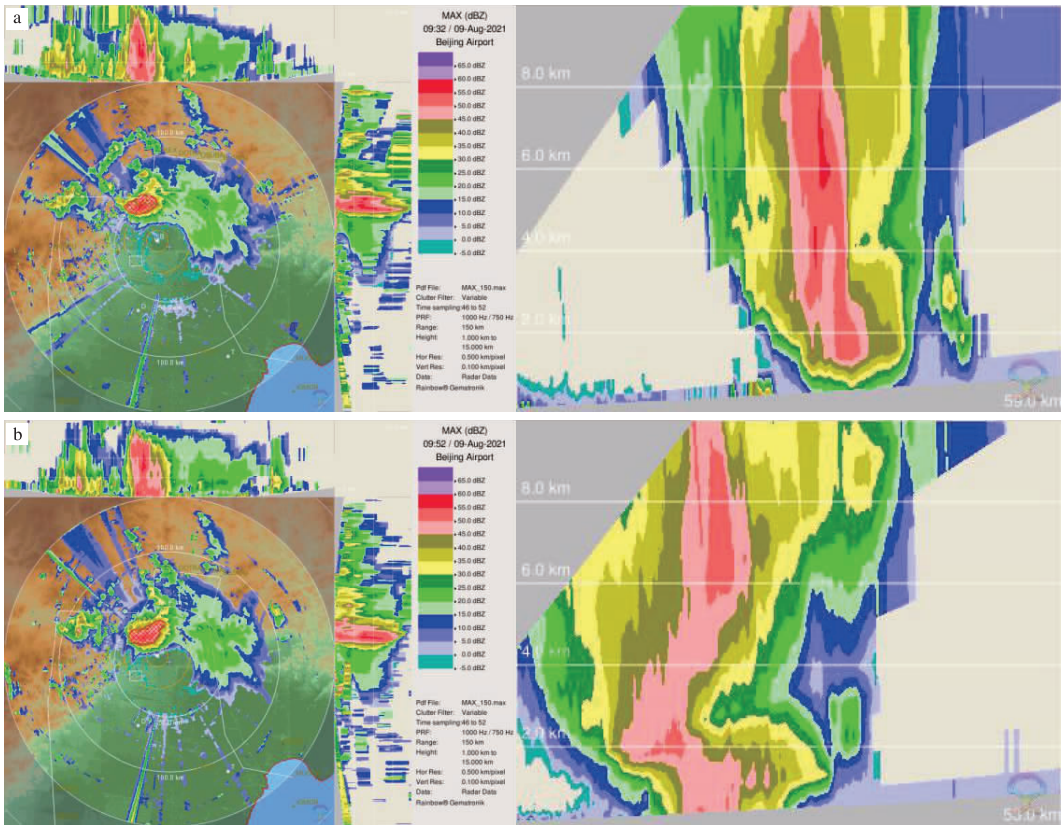 a
MAX (dBZ)
09:32 / 09-Aug-2021
Beijing Airport
65.0 dBZ
60.0 dBZ
55.0 dBZ
50.0 dBZ
45.0 dBZ
40.0 dBZ
35.0 dBZ
30.0 dBZ
25.0 dBZ
20.0 dBZ
15.0 dBZ
10.0 dBZ
5.0 dBZ
0.0 dBZ
-5.0 dBZ
Pdf File: MAX_150.max
Clutter Filter: Variable
Time sampling: 46 to 52
PRF: 1000 Hz / 750 Hz
Range: 150 km
Height: 1.000 km to
15.000 km
Hor Res: 0.500 km/pixel
Vert Res: 0.100 km/pixel
Data: Radar Data
Rainbow® Gematronik
100.0 km
8.0 km
6.0 km
4.0 km
2.0 km
59.0 km
b
MAX (dBZ)
09:52 / 09-Aug-2021
Beijing Airport
65.0 dBZ
60.0 dBZ
55.0 dBZ
50.0 dBZ
45.0 dBZ
40.0 dBZ
35.0 dBZ
30.0 dBZ
25.0 dBZ
20.0 dBZ
15.0 dBZ
10.0 dBZ
5.0 dBZ
0.0 dBZ
-5.0 dBZ
Pdf File: MAX_150.max
Clutter Filter: Variable
Time sampling: 46 to 52
PRF: 1000 Hz / 750 Hz
Range: 150 km
Height: 1.000 km to
15.000 km
Hor Res: 0.500 km/pixel
Vert Res: 0.100 km/pixel
Data: Radar Data
Rainbow® Gematronik
100.0 km
8.0 km
6.0 km
4.0 km
2.0 km
53.0 km